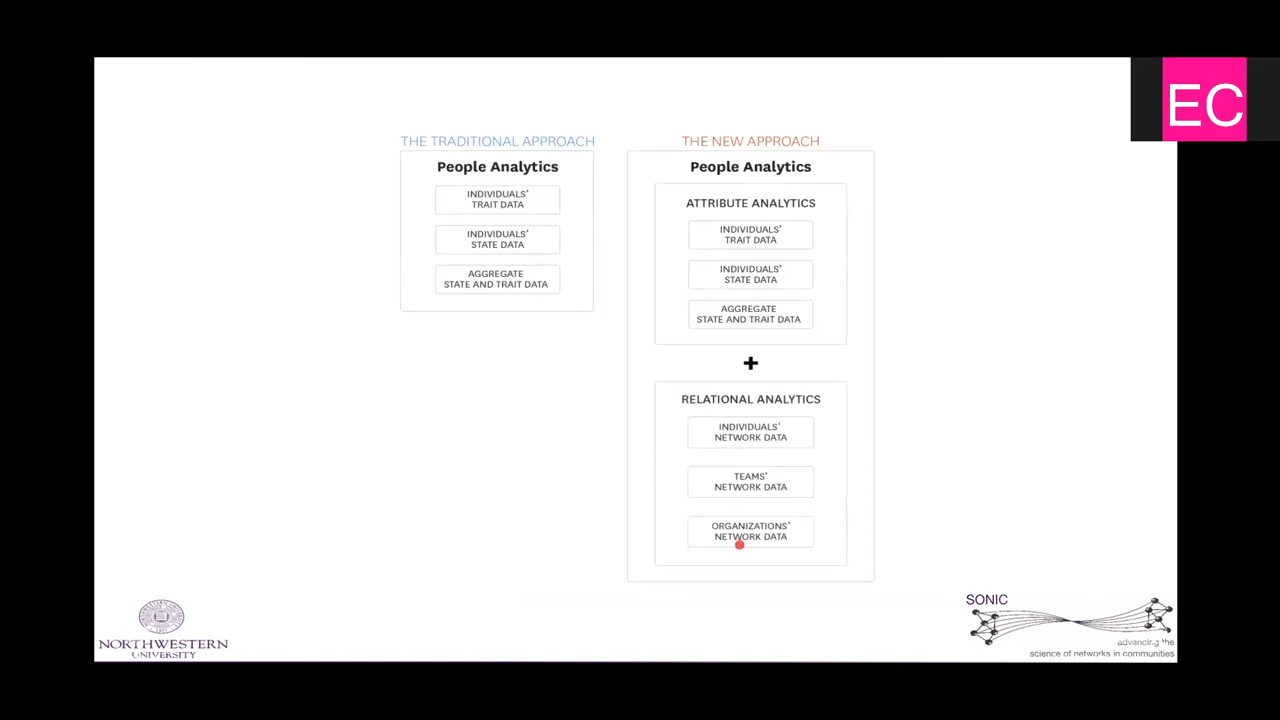 EC
THE TRADITIONAL APPROACH
People Analytics
INDIVIDUALS'
TRAIT DATA
INDIVIDUALS'
STATE DATA
AGGREGATE
STATE AND TRAIT DATA
THE NEW APPROACH
People Analytics
ATTRIBUTE ANALYTICS
INDIVIDUALS'
TRAIT DATA
INDIVIDUALS'
STATE DATA
AGGREGATE
STATE AND TRAIT DATA
+
RELATIONAL ANALYTICS
INDIVIDUALS'
NETWORK DATA
TEAMS'
NETWORK DATA
ORGANIZATIONS'
NETWORK DATA
NORTHWESTERN
UNIVERSITY
SONIC
advancing the
science of networks in communities